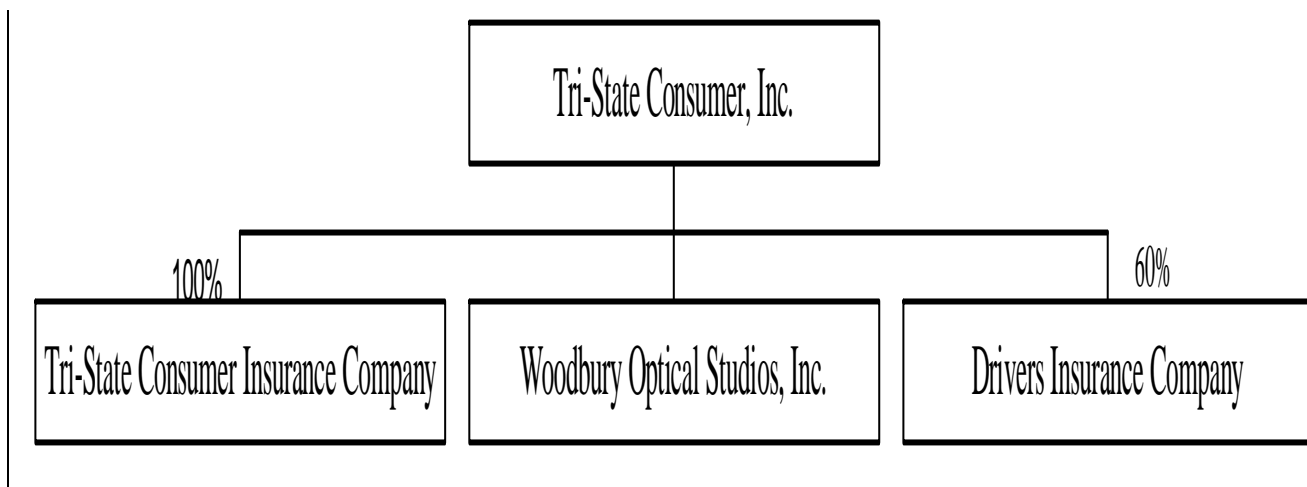 Tri-State Consumer, Inc.
100%
60%
Tri-State Consumer Insurance Company
Woodbury Optical Studios, Inc.
Drivers Insurance Company